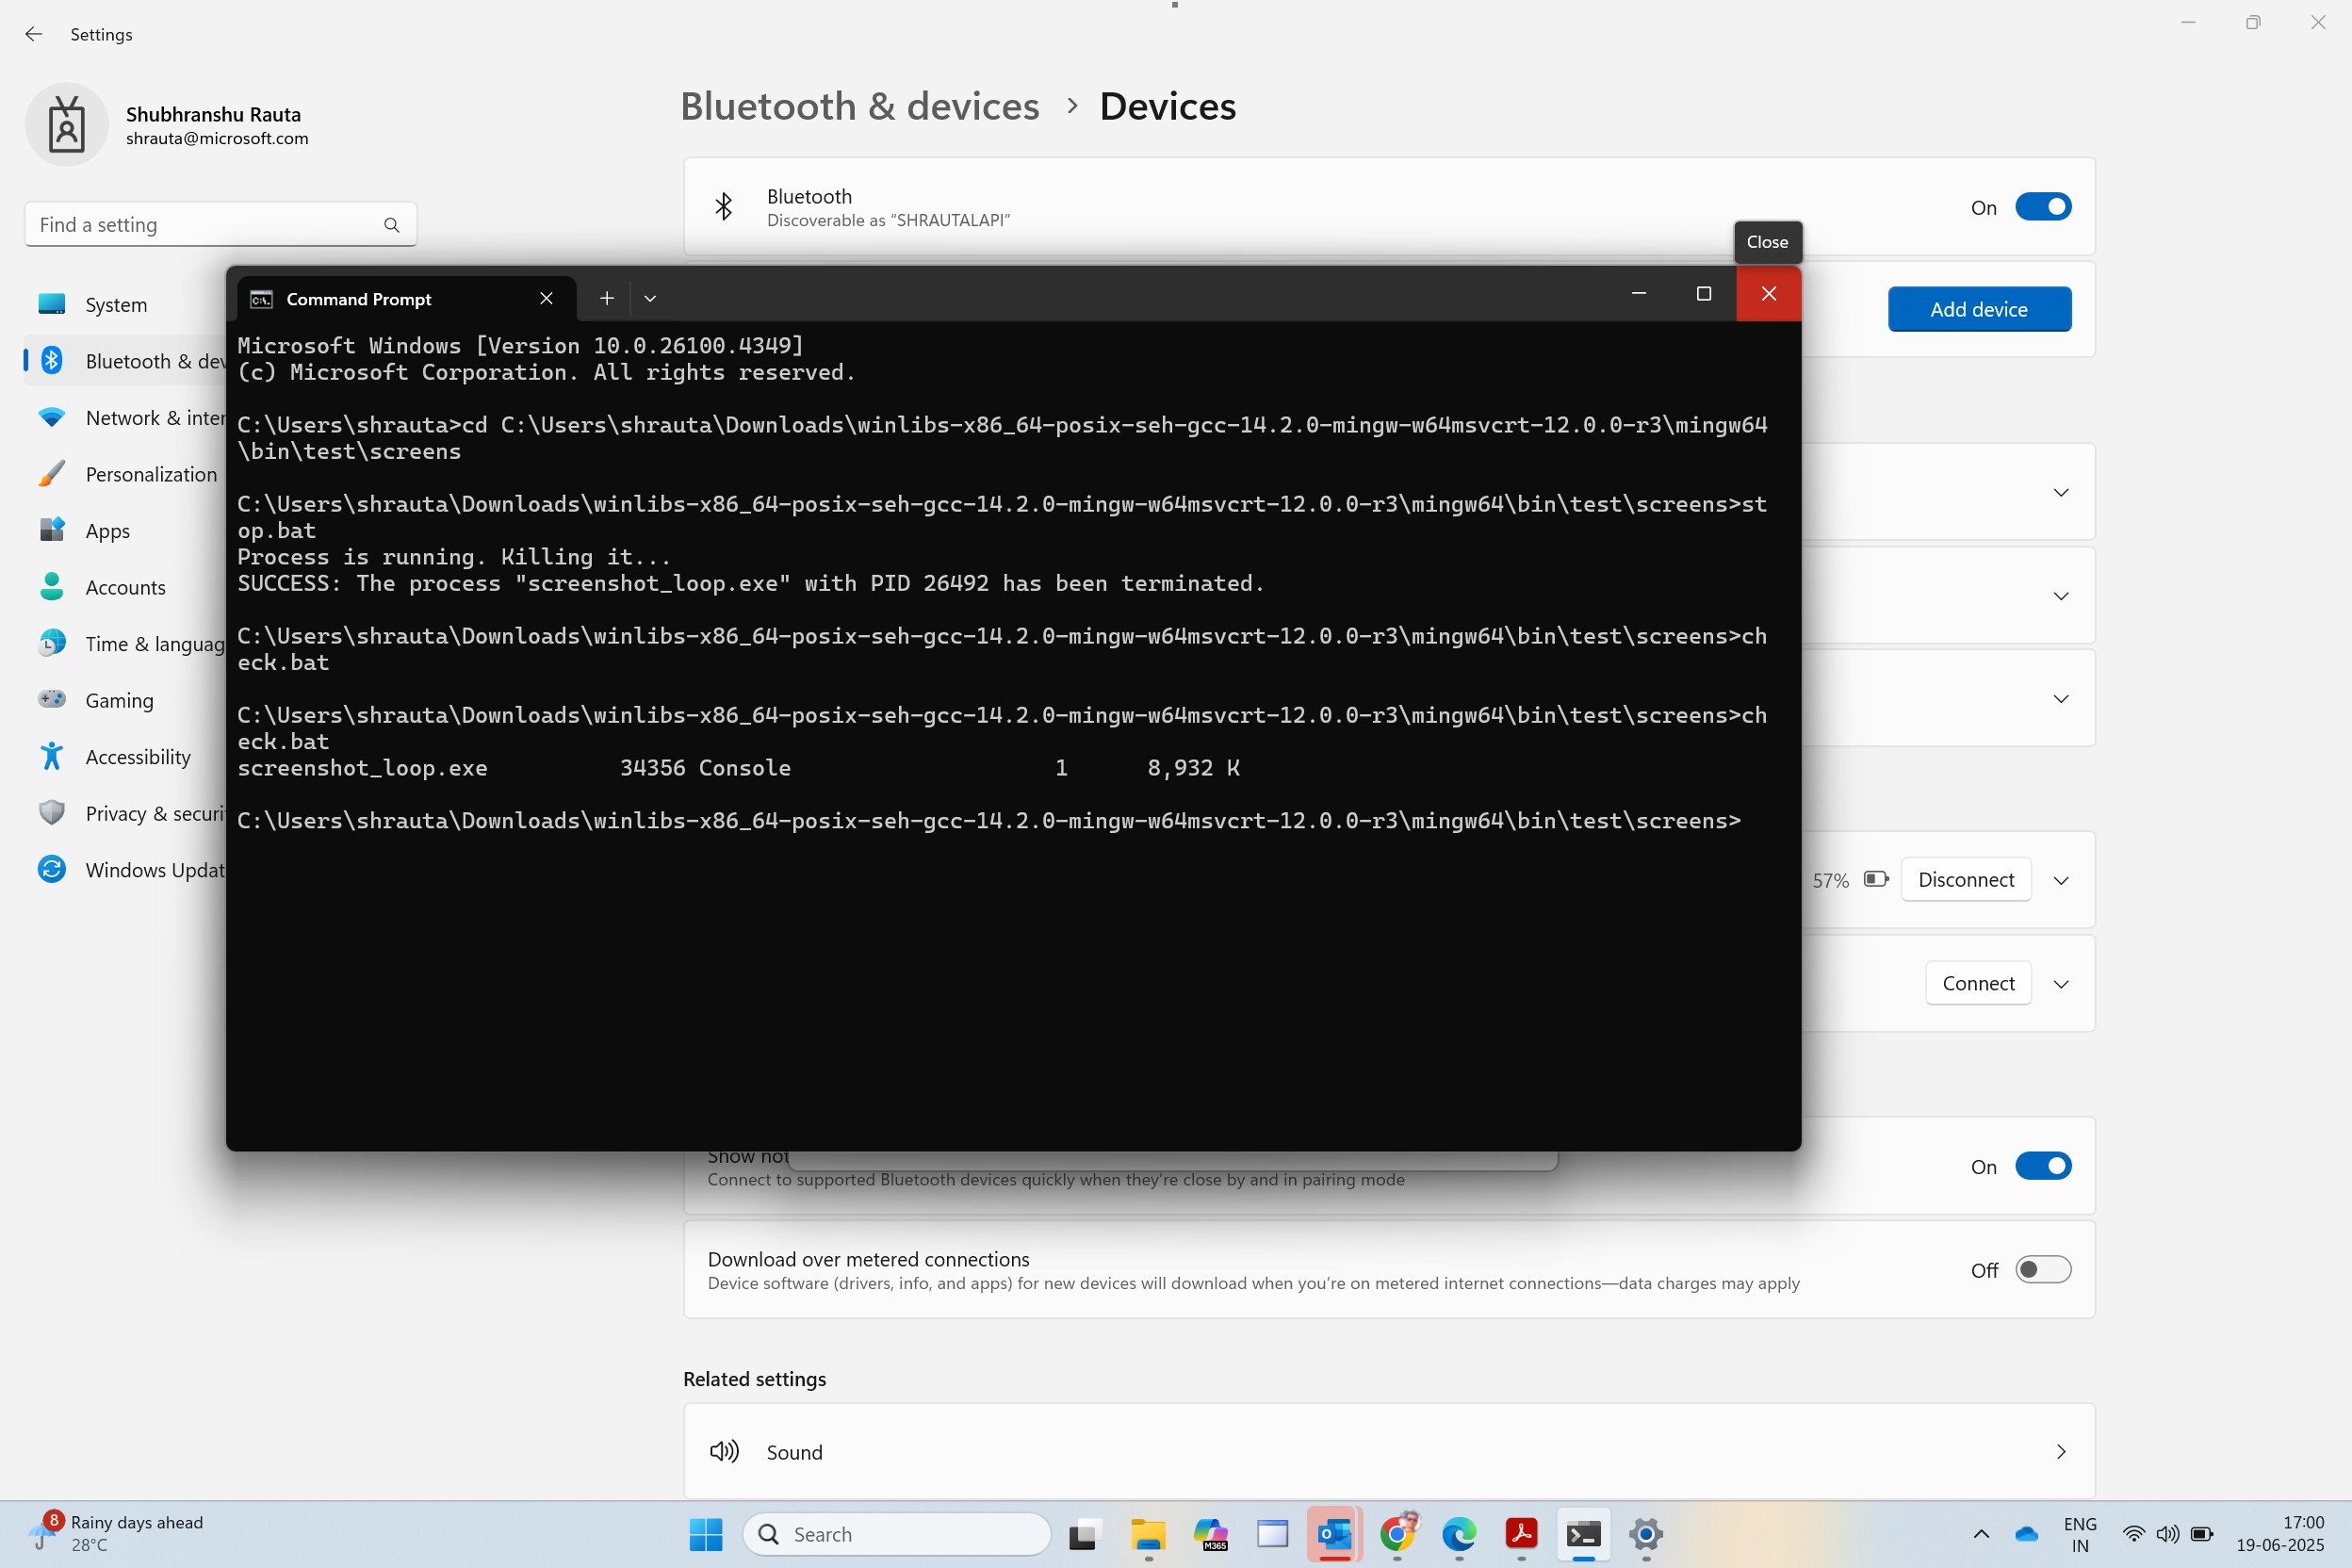 Settings
Shubhranshu Rauta
shrauta@microsoft.com
Find a setting
System
Bluetooth & dev
Network & inter
Personalization
Apps
Accounts
Time & languag
Gaming
Accessibility
Privacy & securi
Windows Updat
Bluetooth & devices > Devices
Bluetooth
Discoverable as “SHRAUTALAPI”
On
Close
Add device
Command Prompt
Microsoft Windows [Version 10.0.26100.4349]
(c) Microsoft Corporation. All rights reserved.
C:\Users\shrauta>cd C:\Users\shrauta\Downloads\winlibs-x86_64-posix-seh-gcc-14.2.0-mingw-w64msvcrt-12.0.0-r3\mingw64
\bin\test\screens
C:\Users\shrauta\Downloads\winlibs-x86_64-posix-seh-gcc-14.2.0-mingw-w64msvcrt-12.0.0-r3\mingw64\bin\test\screens>st
op.bat
Process is running. Killing it...
SUCCESS: The process "screenshot_loop.exe" with PID 26492 has been terminated.
C:\Users\shrauta\Downloads\winlibs-x86_64-posix-seh-gcc-14.2.0-mingw-w64msvcrt-12.0.0-r3\mingw64\bin\test\screens>ch
eck.bat
C:\Users\shrauta\Downloads\winlibs-x86_64-posix-seh-gcc-14.2.0-mingw-w64msvcrt-12.0.0-r3\mingw64\bin\test\screens>ch
eck.bat
screenshot_loop.exe 34356 Console 1 8,932 K
C:\Users\shrauta\Downloads\winlibs-x86_64-posix-seh-gcc-14.2.0-mingw-w64msvcrt-12.0.0-r3\mingw64\bin\test\screens>
57% Disconnect
Connect
Show not
Connect to supported Bluetooth devices quickly when they’re close by and in pairing mode
On
Download over metered connections
Device software (drivers, info, and apps) for new devices will download when you’re on metered internet connections—data charges may apply
Off
Related settings
Sound
8
Rainy days ahead
28°C
Search
M365
ENG
IN
17:00
19-06-2025